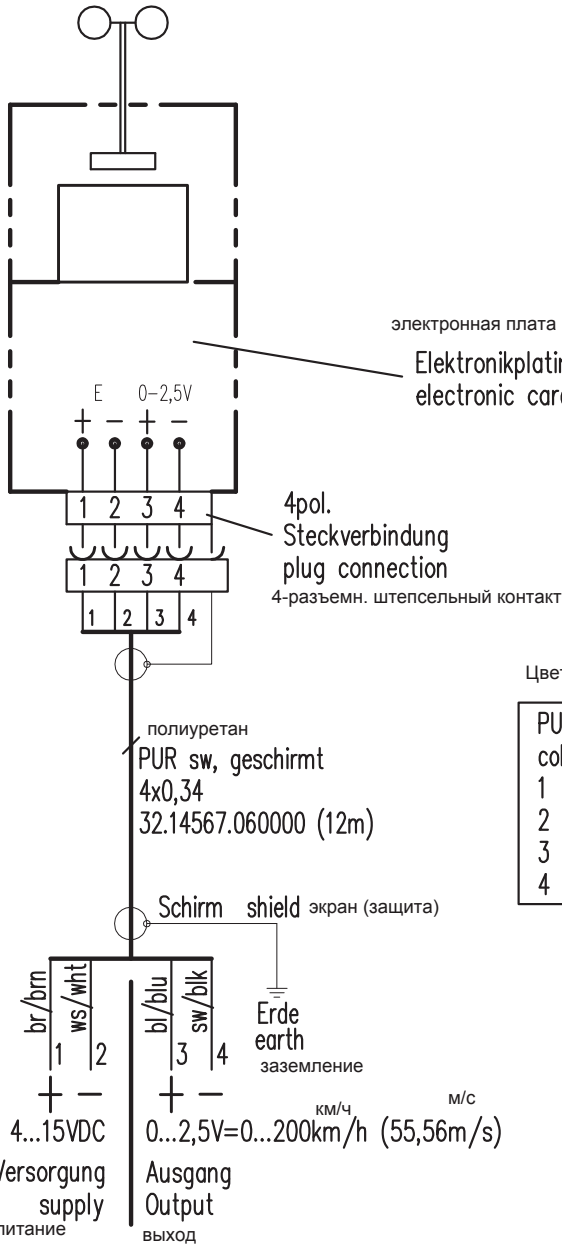 электронная плата
Elektronikplatin
electronic card
E 0-2,5V
+ − + −
1 2 3 4
4pol.
Steckverbindung
plug connection
1 2 3 4
4-разъемн. штепсельный контакт
1 2 3 4
Цвет
PU
col
1
2
3
4
полиуретан
PUR sw, geschirmt
4x0,34
32.14567.060000 (12m)
Schirm shield экран (защита)
br/brn ws/wht bl/blu sw/blk
1 2 3 4
Erde
earth
заземление
+ − + −
км/ч м/с
4...15VDC 0...2,5V=0...200km/h (55,56m/s)
Versorgung Ausgang
supply Output
питание выход